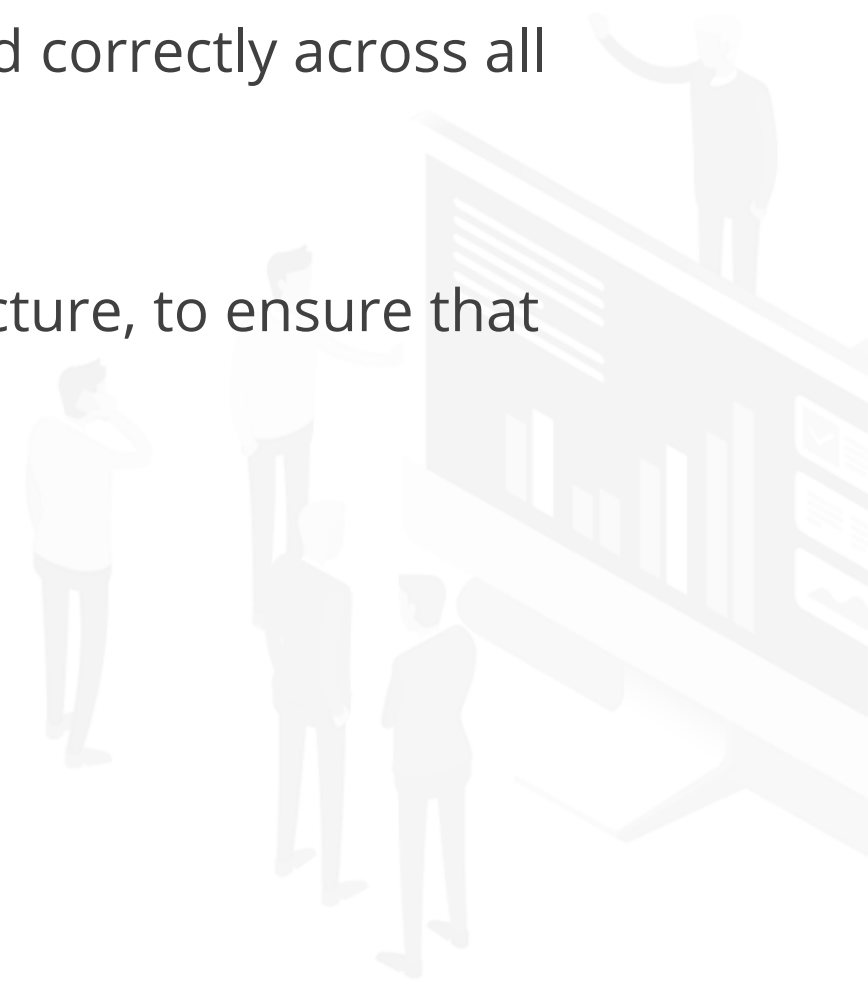 d correctly across all
cture, to ensure that